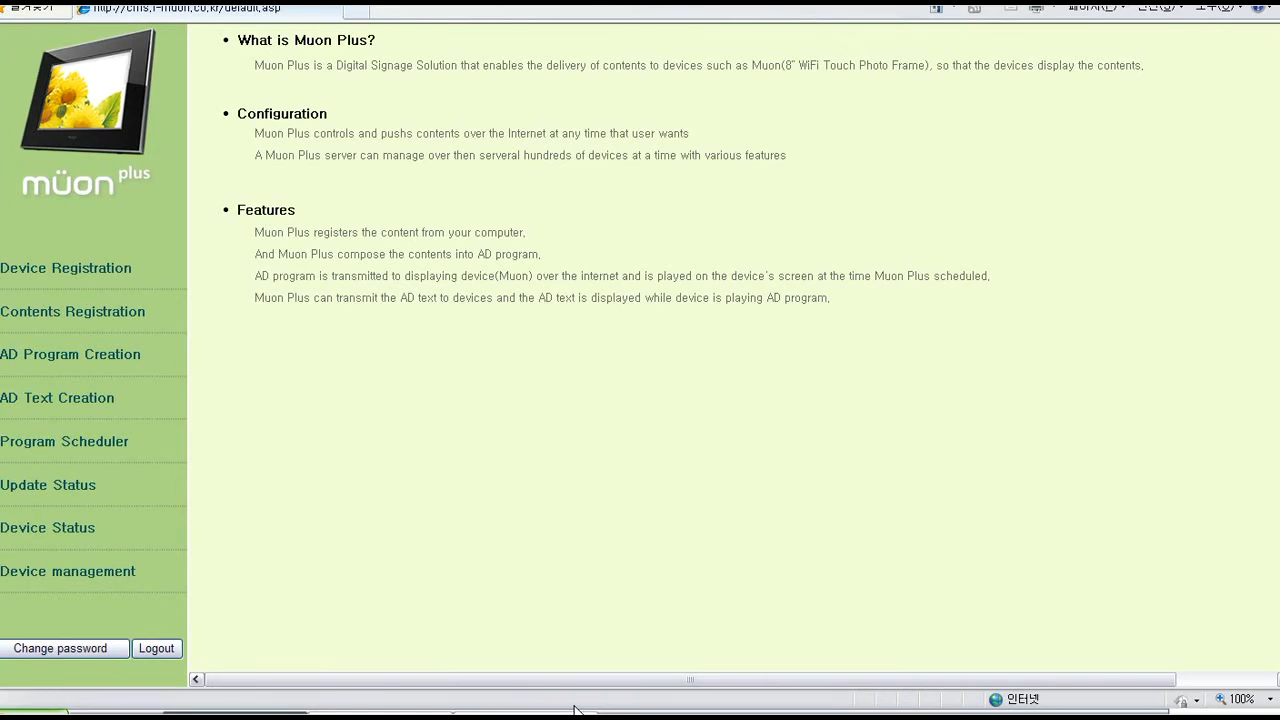 http://cms.i-muon.co.kr/default.asp
müon plus
Device Registration
Contents Registration
AD Program Creation
AD Text Creation
Program Scheduler
Update Status
Device Status
Device management
Change password
Logout
• What is Muon Plus?
Muon Plus is a Digital Signage Solution that enables the delivery of contents to devices such as Muon(8" WiFi Touch Photo Frame), so that the devices display the contents,
• Configuration
Muon Plus controls and pushs contents over the Internet at any time that user wants
A Muon Plus server can manage over then serveral hundreds of devices at a time with various features
• Features
Muon Plus registers the content from your computer,
And Muon Plus compose the contents into AD program,
AD program is transmitted to displaying device(Muon) over the internet and is played on the device's screen at the time Muon Plus scheduled,
Muon Plus can transmit the AD text to devices and the AD text is displayed while device is playing AD program,
인터넷
100%